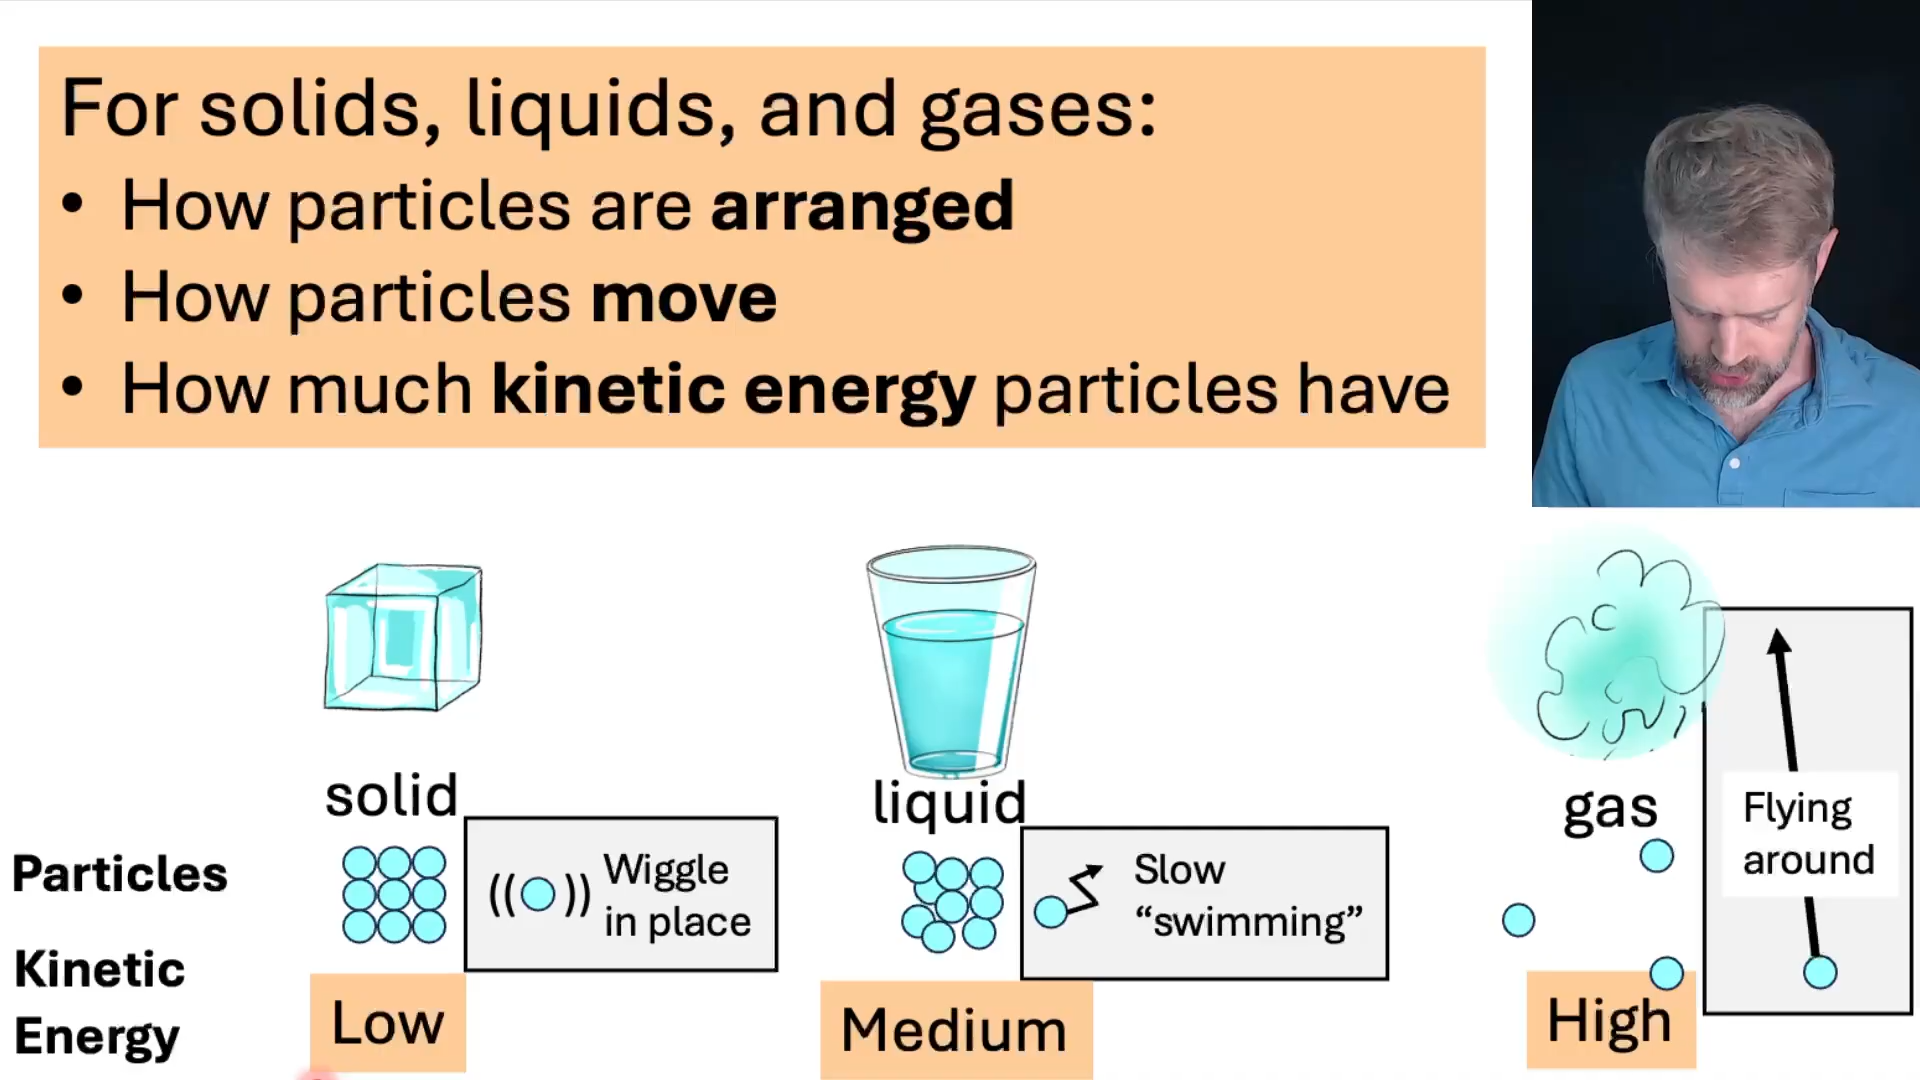 For solids, liquids, and gases:
• How particles are arranged
• How particles move
• How much kinetic energy particles have
solid
liquid
gas
Particles
Wiggle
in place
Slow
“swimming”
Flying
around
Kinetic
Energy
Low
Medium
High